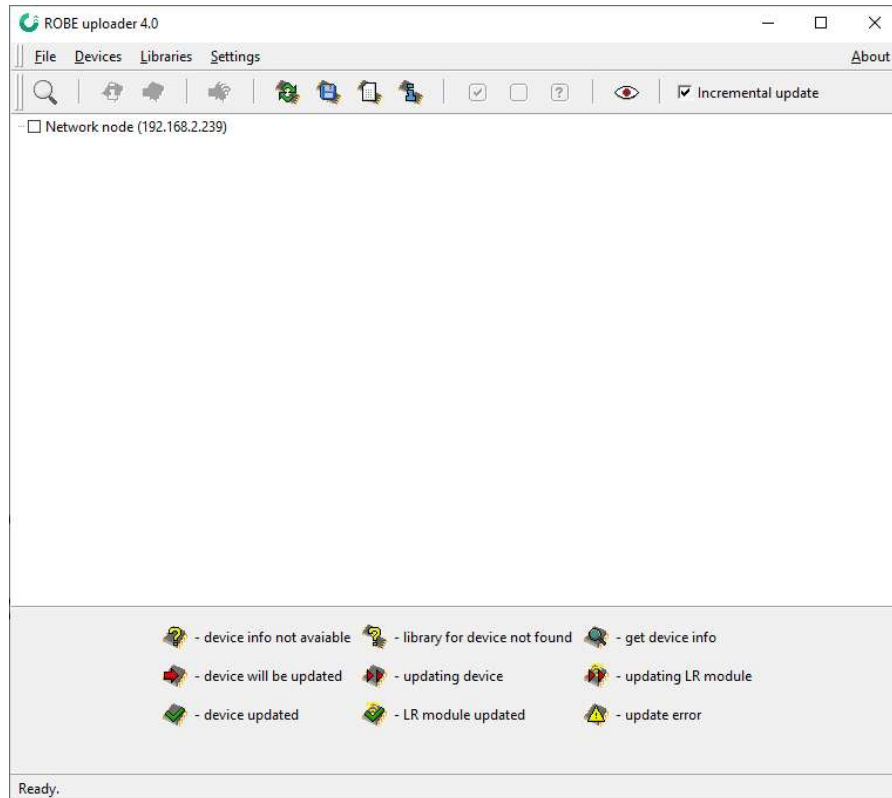 ROBE uploader 4.0
File Devices Libraries Settings About
Incremental update
Network node (192.168.2.239)
- device info not avaiable - library for device not found - get device info
- device will be updated - updating device - updating LR module
- device updated - LR module updated - update error
Ready.